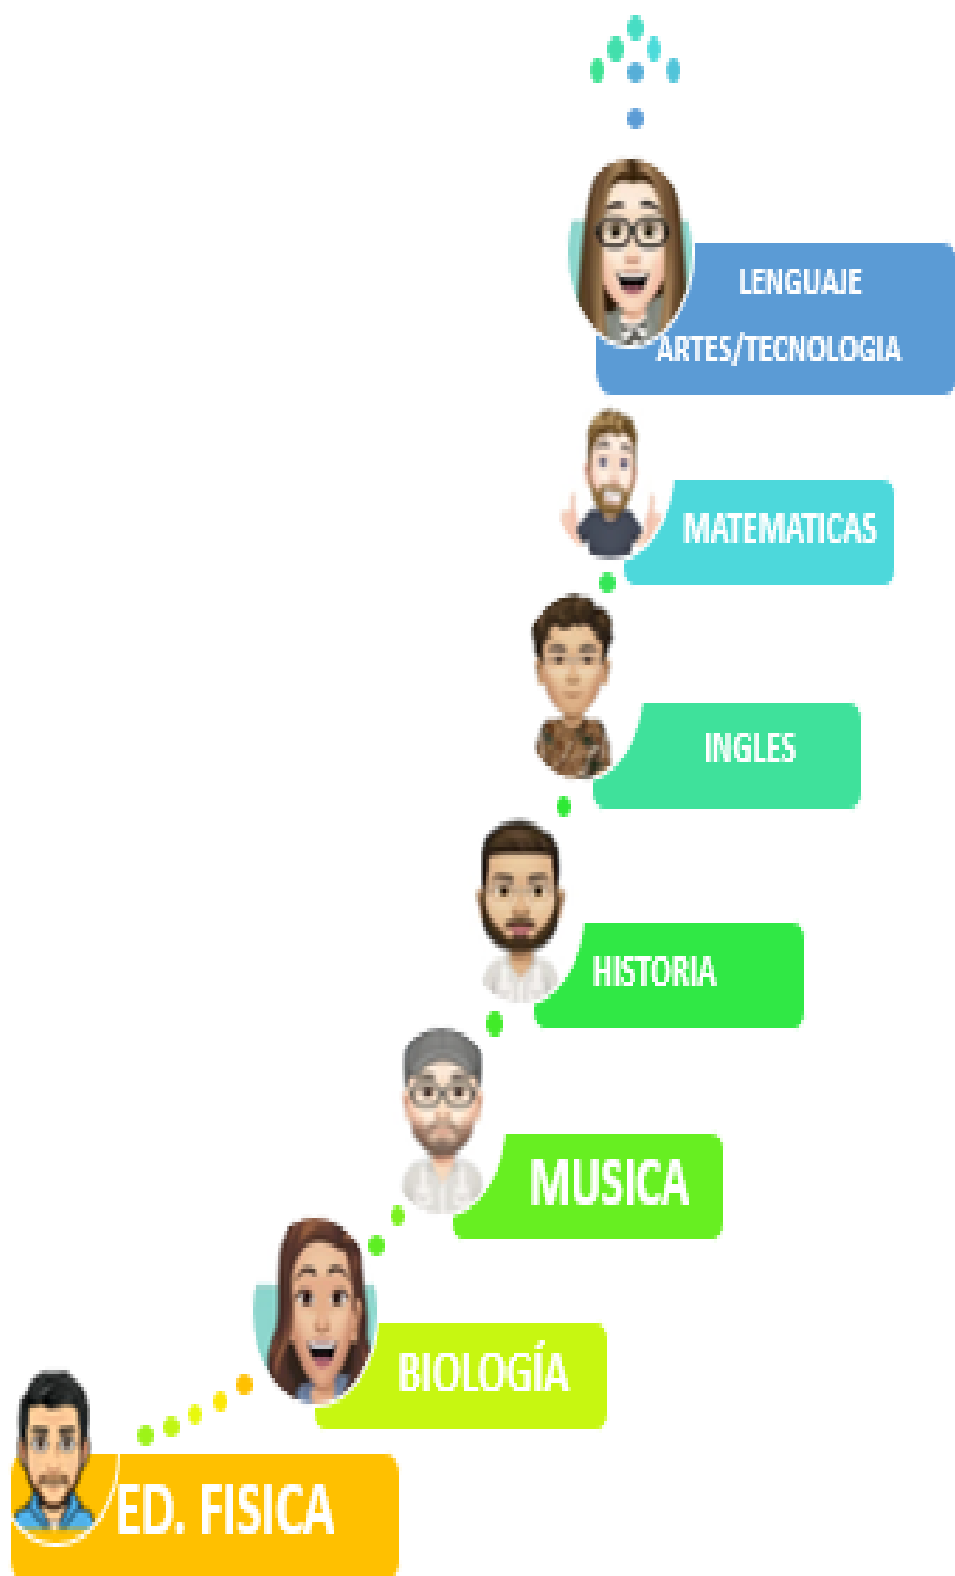 LENGUAJE
ARTES/TECNOLOGIA
MATEMATICAS
INGLES
HISTORIA
MUSICA
BIOLOGÍA
ED. FISICA